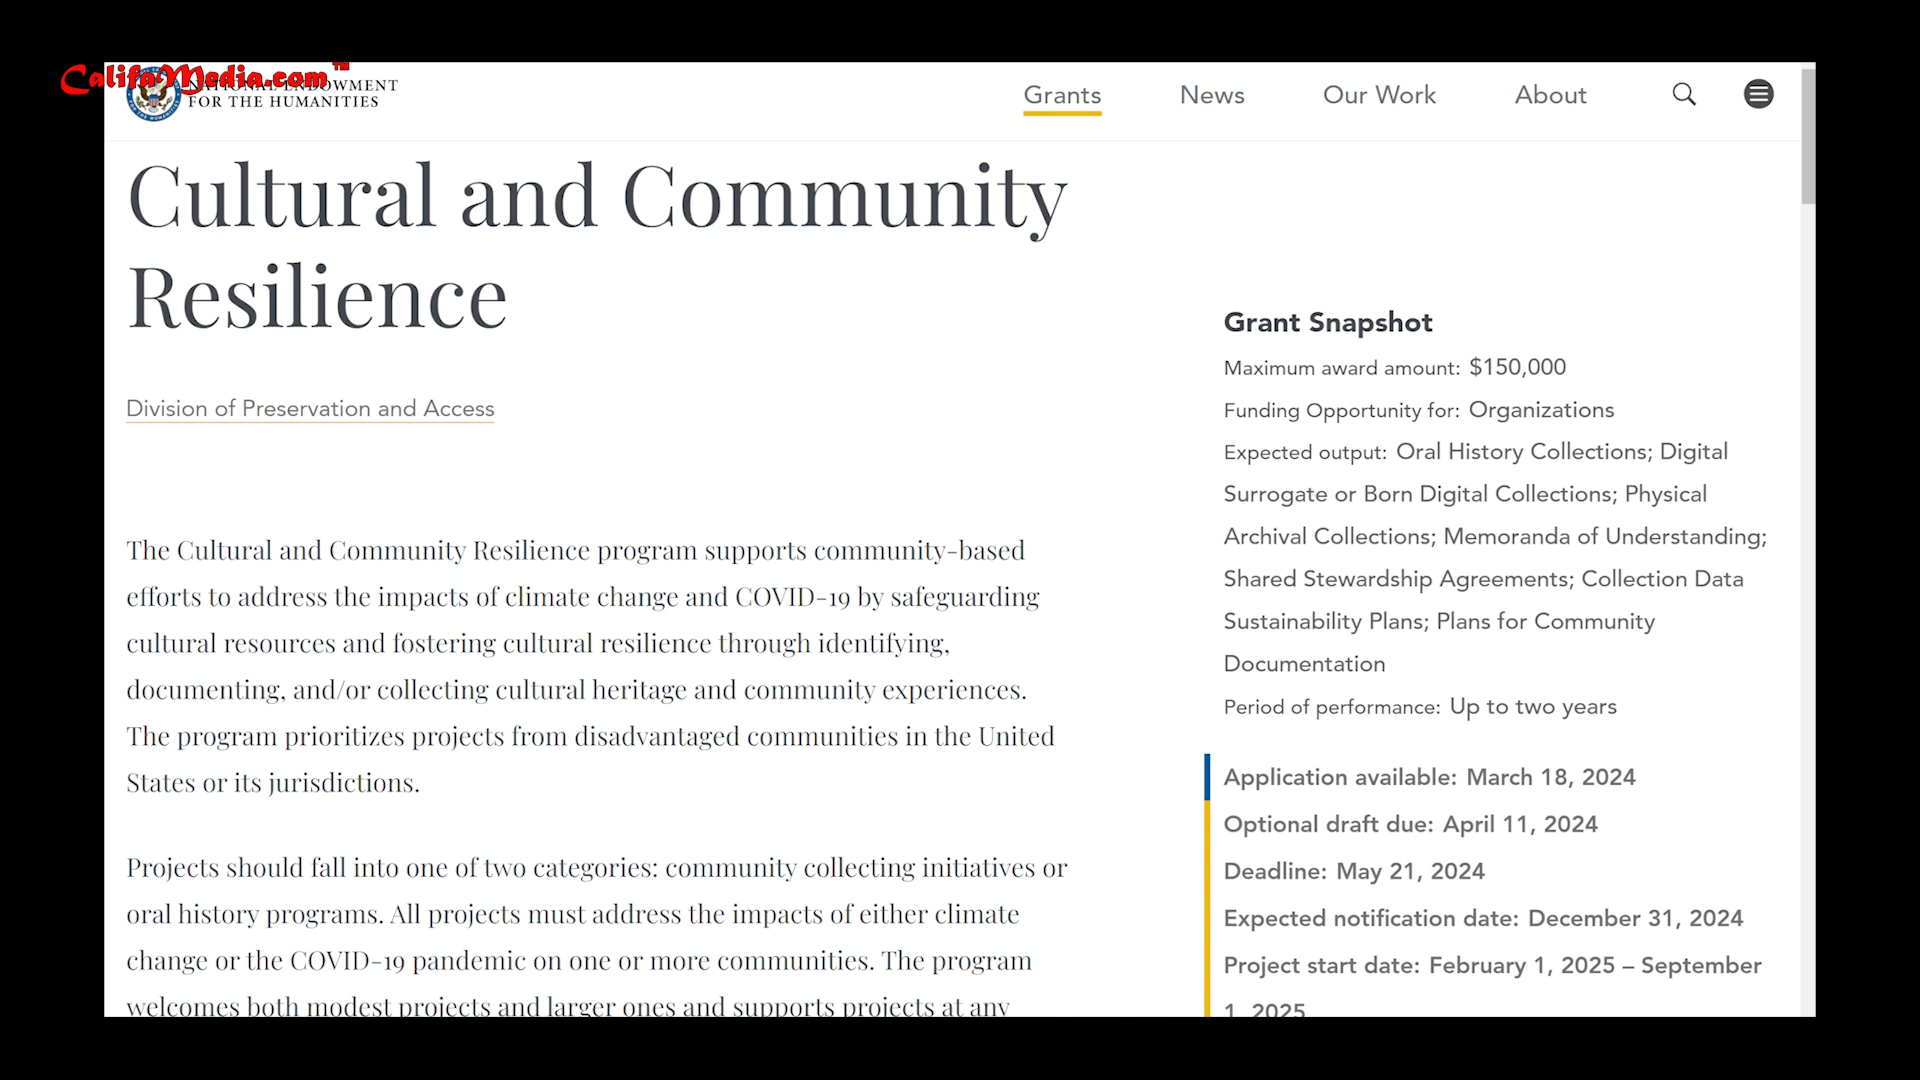 CalifaMedia.com™
NATIONAL ENDOWMENT
FOR THE HUMANITIES
Grants
News
Our Work
About
Cultural and Community
Resilience
Division of Preservation and Access
The Cultural and Community Resilience program supports community-based
efforts to address the impacts of climate change and COVID-19 by safeguarding
cultural resources and fostering cultural resilience through identifying,
documenting, and/or collecting cultural heritage and community experiences.
The program prioritizes projects from disadvantaged communities in the United
States or its jurisdictions.
Projects should fall into one of two categories: community collecting initiatives or
oral history programs. All projects must address the impacts of either climate
change or the COVID-19 pandemic on one or more communities. The program
welcomes both modest projects and larger ones and supports projects at any
Grant Snapshot
Maximum award amount: $150,000
Funding Opportunity for: Organizations
Expected output: Oral History Collections; Digital
Surrogate or Born Digital Collections; Physical
Archival Collections; Memoranda of Understanding;
Shared Stewardship Agreements; Collection Data
Sustainability Plans; Plans for Community
Documentation
Period of performance: Up to two years
Application available: March 18, 2024
Optional draft due: April 11, 2024
Deadline: May 21, 2024
Expected notification date: December 31, 2024
Project start date: February 1, 2025 – September
1, 2025